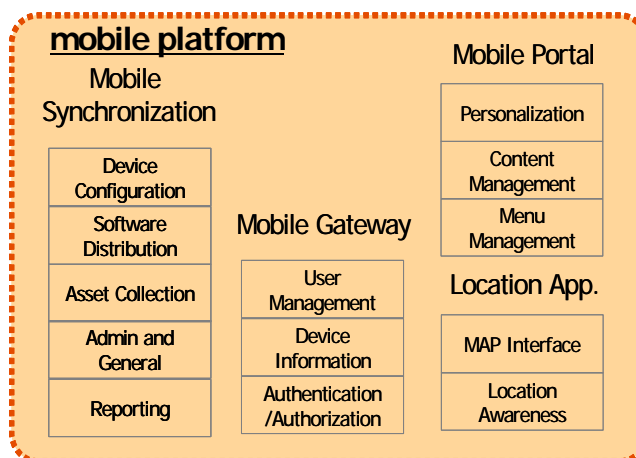 mobile platform
Mobile
Synchronization
Device
Configuration
Software
Distribution
Asset Collection
Admin and
General
Reporting
Mobile Gateway
User
Management
Device
Information
Authentication
/Authorization
Mobile Portal
Personalization
Content
Management
Menu
Management
Location App.
MAP Interface
Location
Awareness